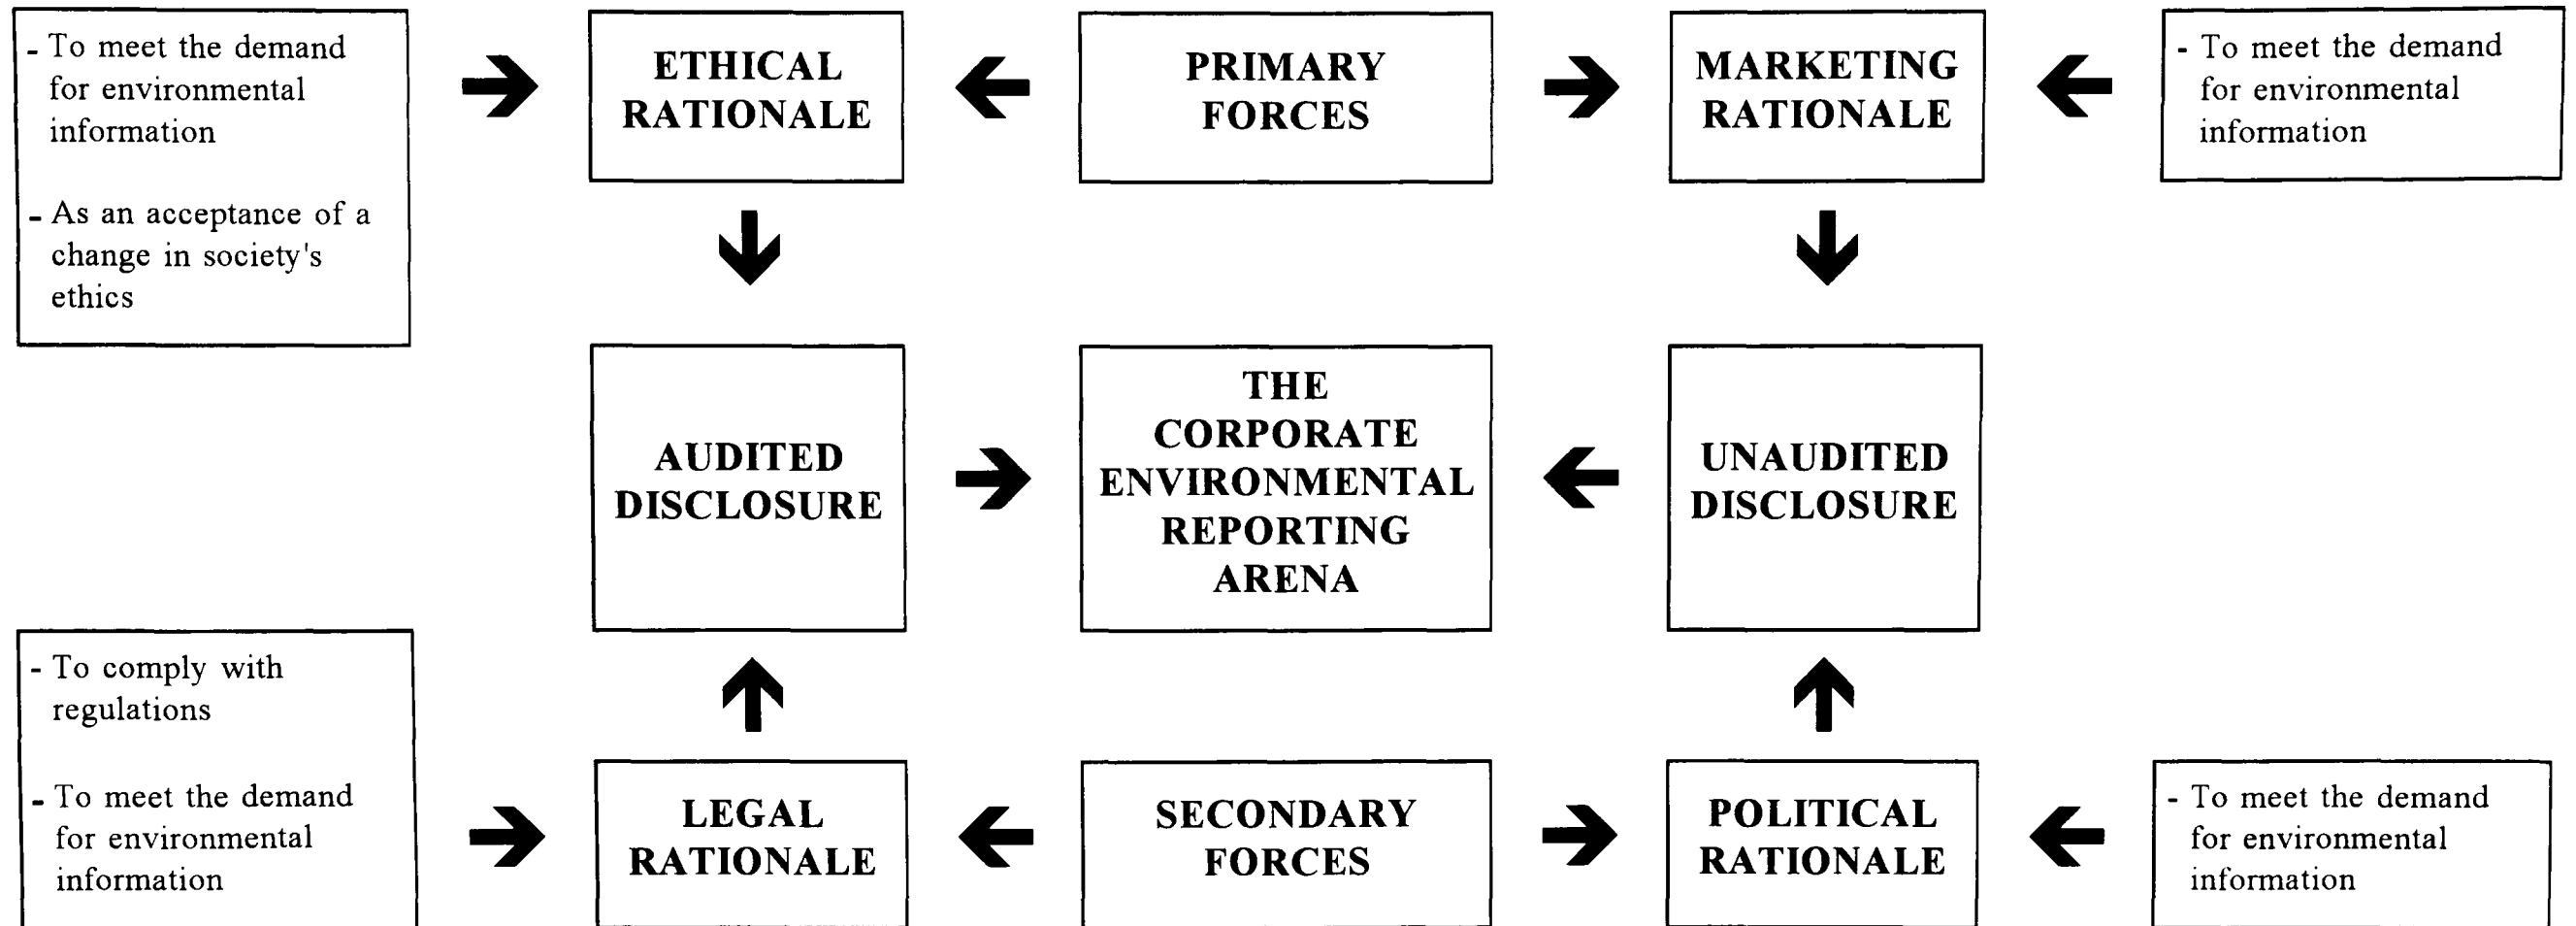 - To meet the demand
for environmental
information
- As an acceptance of a
change in society's
ethics
ETHICAL
RATIONALE
PRIMARY
FORCES
MARKETING
RATIONALE
- To meet the demand
for environmental
information
AUDITED
DISCLOSURE
THE
CORPORATE
ENVIRONMENTAL
REPORTING
ARENA
UNAUDITED
DISCLOSURE
- To comply with
regulations
- To meet the demand
for environmental
information
LEGAL
RATIONALE
SECONDARY
FORCES
POLITICAL
RATIONALE
- To meet the demand
for environmental
information